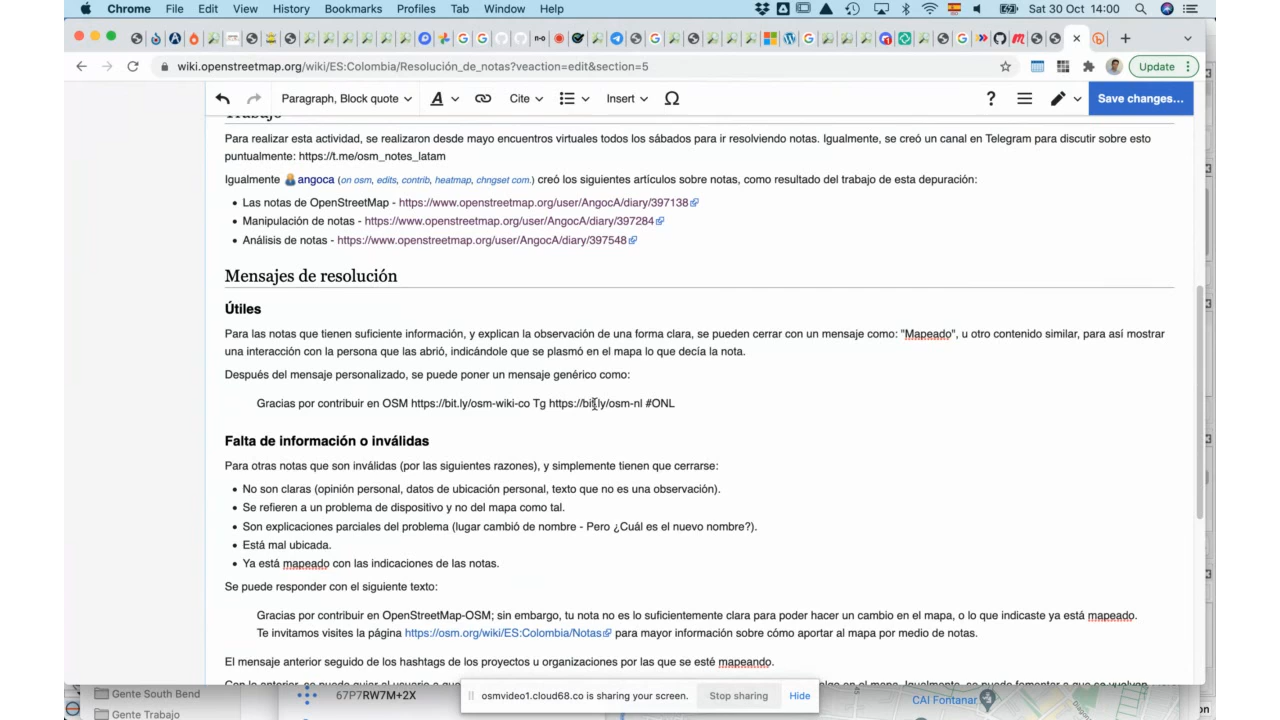 Chrome File Edit View History Bookmarks Profiles Tab Window Help Sat 30 Oct 14:00
wiki.openstreetmap.org/wiki/ES:Colombia/Resolución_de_notas?veaction=edit&section=5
Update
Paragraph, Block quote A Cite Insert Ω ? Save changes...
Trabajo
Para realizar esta actividad, se realizaron desde mayo encuentros virtuales todos los sábados para ir resolviendo notas. Igualmente, se creó un canal en Telegram para discutir sobre esto
puntualmente: https://t.me/osm_notes_latam
Igualmente angoca (on osm, edits, contrib, heatmap, chngset com.) creó los siguientes artículos sobre notas, como resultado del trabajo de esta depuración:
• Las notas de OpenStreetMap - https://www.openstreetmap.org/user/AngocA/diary/397138
• Manipulación de notas - https://www.openstreetmap.org/user/AngocA/diary/397284
• Análisis de notas - https://www.openstreetmap.org/user/AngocA/diary/397548
Mensajes de resolución
Útiles
Para las notas que tienen suficiente información, y explican la observación de una forma clara, se pueden cerrar con un mensaje como: "Mapeado", u otro contenido similar, para así mostrar
una interacción con la persona que las abrió, indicándole que se plasmó en el mapa lo que decía la nota.
Después del mensaje personalizado, se puede poner un mensaje genérico como:
Gracias por contribuir en OSM https://bit.ly/osm-wiki-co Tg https://bit.ly/osm-nl #ONL
Falta de información o inválidas
Para otras notas que son inválidas (por las siguientes razones), y simplemente tienen que cerrarse:
• No son claras (opinión personal, datos de ubicación personal, texto que no es una observación).
• Se refieren a un problema de dispositivo y no del mapa como tal.
• Son explicaciones parciales del problema (lugar cambió de nombre - Pero ¿Cuál es el nuevo nombre?).
• Está mal ubicada.
• Ya está mapeado con las indicaciones de las notas.
Se puede responder con el siguiente texto:
Gracias por contribuir en OpenStreetMap-OSM; sin embargo, tu nota no es lo suficientemente clara para poder hacer un cambio en el mapa, o lo que indicaste ya está mapeado.
Te invitamos visites la página https://osm.org/wiki/ES:Colombia/Notas para mayor información sobre cómo aportar al mapa por medio de notas.
El mensaje anterior seguido de los hashtags de los proyectos u organizaciones por las que se esté mapeando.
Gente South Bend
67P7RW7M+2X
osmvideo1.cloud68.co is sharing your screen. Stop sharing Hide
CAI Fontanar
Gente Trabajo